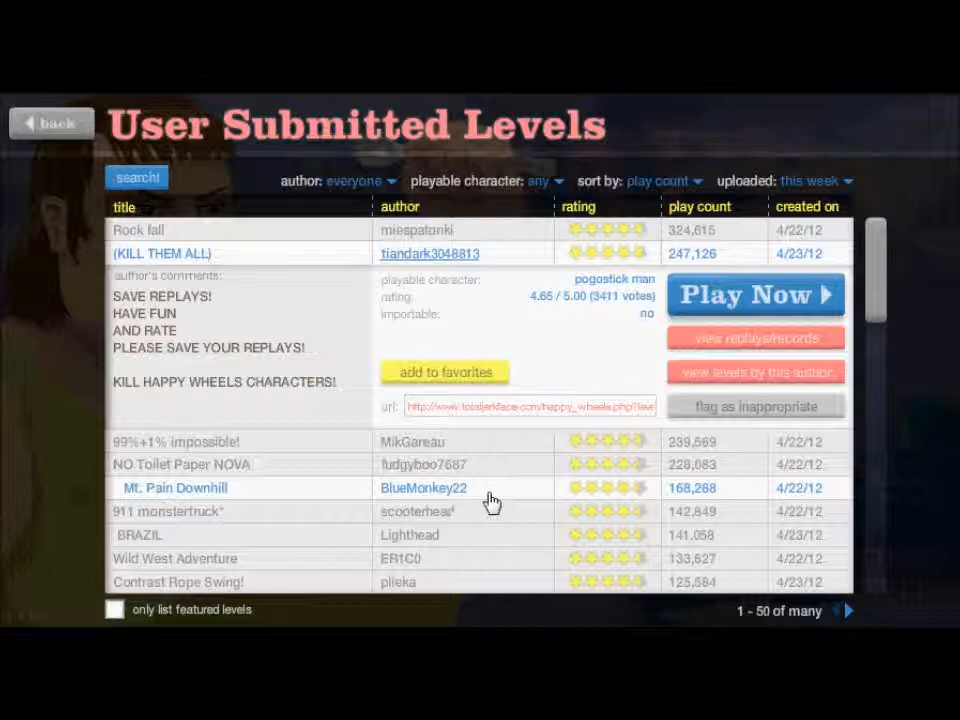 back
User Submitted Levels
search!
author: everyone playable character: any sort by: play count uploaded: this week
title author rating play count created on
Rock fall miespatonki 324,615 4/22/12
(KILL THEM ALL) tiandark3048813 247,126 4/23/12
author's comments:
SAVE REPLAYS!
HAVE FUN
AND RATE
PLEASE SAVE YOUR REPLAYS!
KILL HAPPY WHEELS CHARACTERS!
playable character: pogostick man
rating: 4.65 / 5.00 (3411 votes)
importable: no
add to favorites
url: http://www.totaljerkface.com/happy_wheels.php?leve
Play Now
view replays/records
view levels by this author
flag as inappropriate
99%+1% impossible! MikGareau 239,569 4/22/12
NO Toilet Paper NOVA fudgyboo7687 228,083 4/22/12
Mt. Pain Downhill BlueMonkey22 168,288 4/22/12
911 monstertruck* scooterhead 142,849 4/22/12
BRAZIL Lighthead 141,058 4/23/12
Wild West Adventure ER1C0 133,627 4/22/12
Contrast Rope Swing! plieka 125,584 4/23/12
only list featured levels
1 - 50 of many